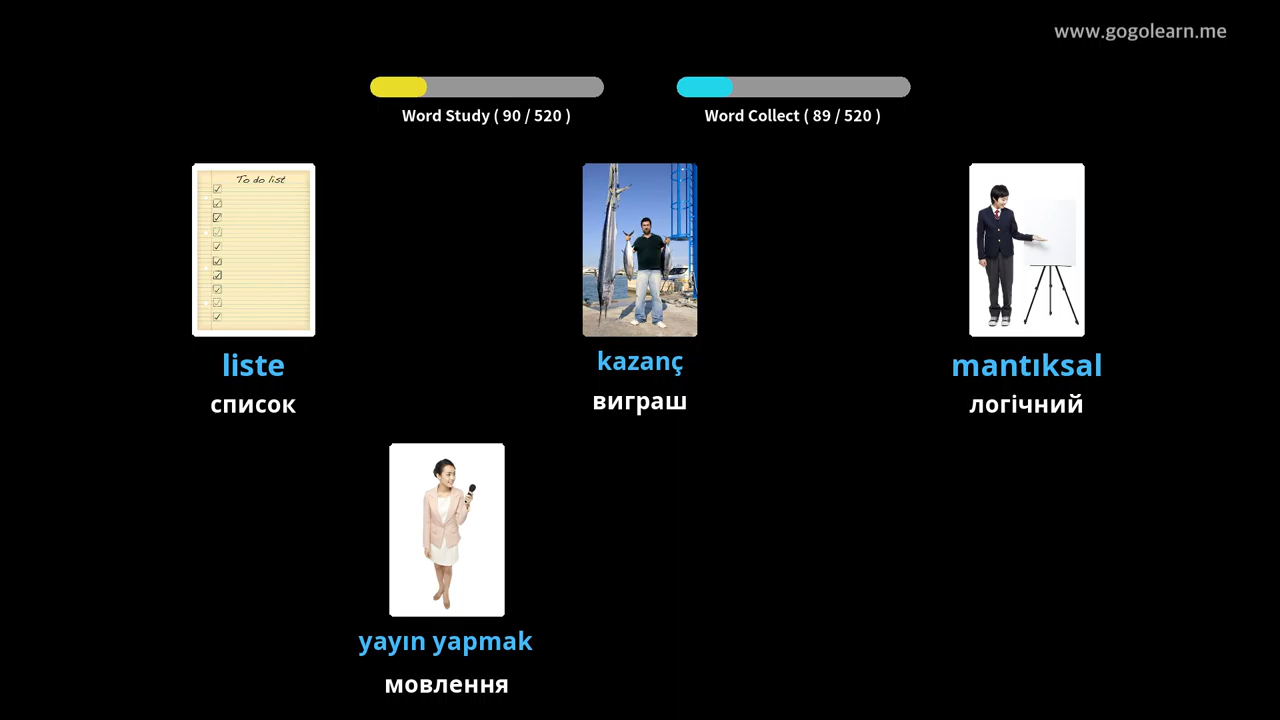 www.gogolearn.me
Word Study ( 90 / 520 )
Word Collect ( 89 / 520 )
To do list
liste
список
kazanç
виграш
mantıksal
логічний
yayın yapmak
мовлення